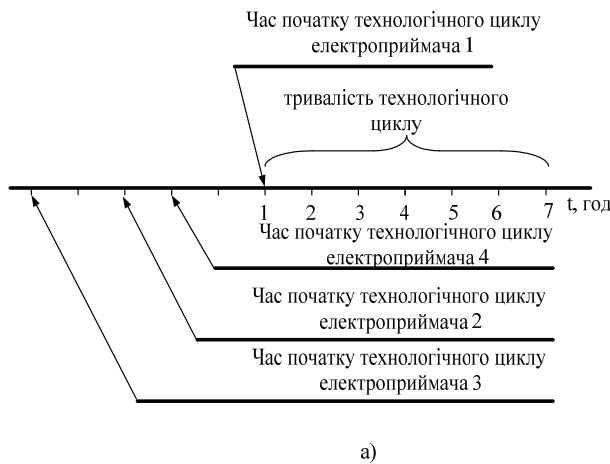 Час початку технологічного циклу
електроприймача 1
тривалість технологічного
циклу
1 2 3 4 5 6 7 t, год
Час початку технологічного циклу
електроприймача 4
Час початку технологічного циклу
електроприймача 2
Час початку технологічного циклу
електроприймача 3
а)